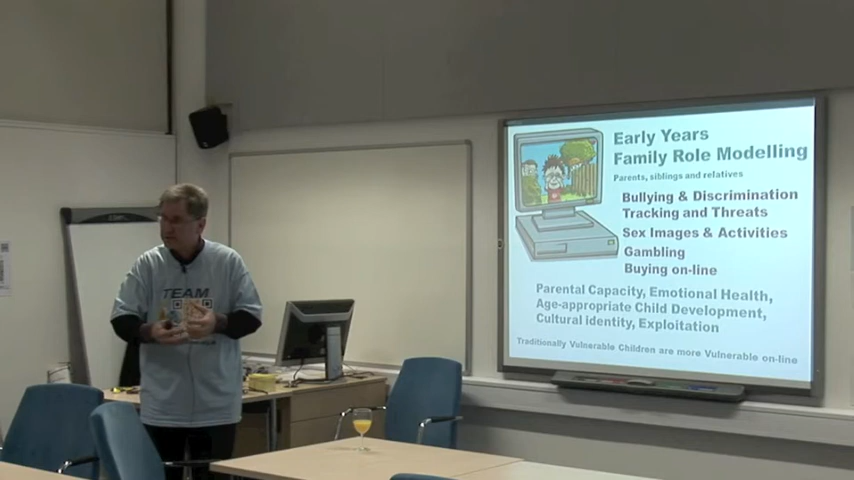 Early Years
Family Role Modelling
Parents, siblings and relatives
Bullying & Discrimination
Tracking and Threats
Sex Images & Activities
Gambling
Buying on-line
Parental Capacity, Emotional Health,
Age-appropriate Child Development,
Cultural identity, Exploitation
Traditionally Vulnerable Children are more Vulnerable on-line
TEAM